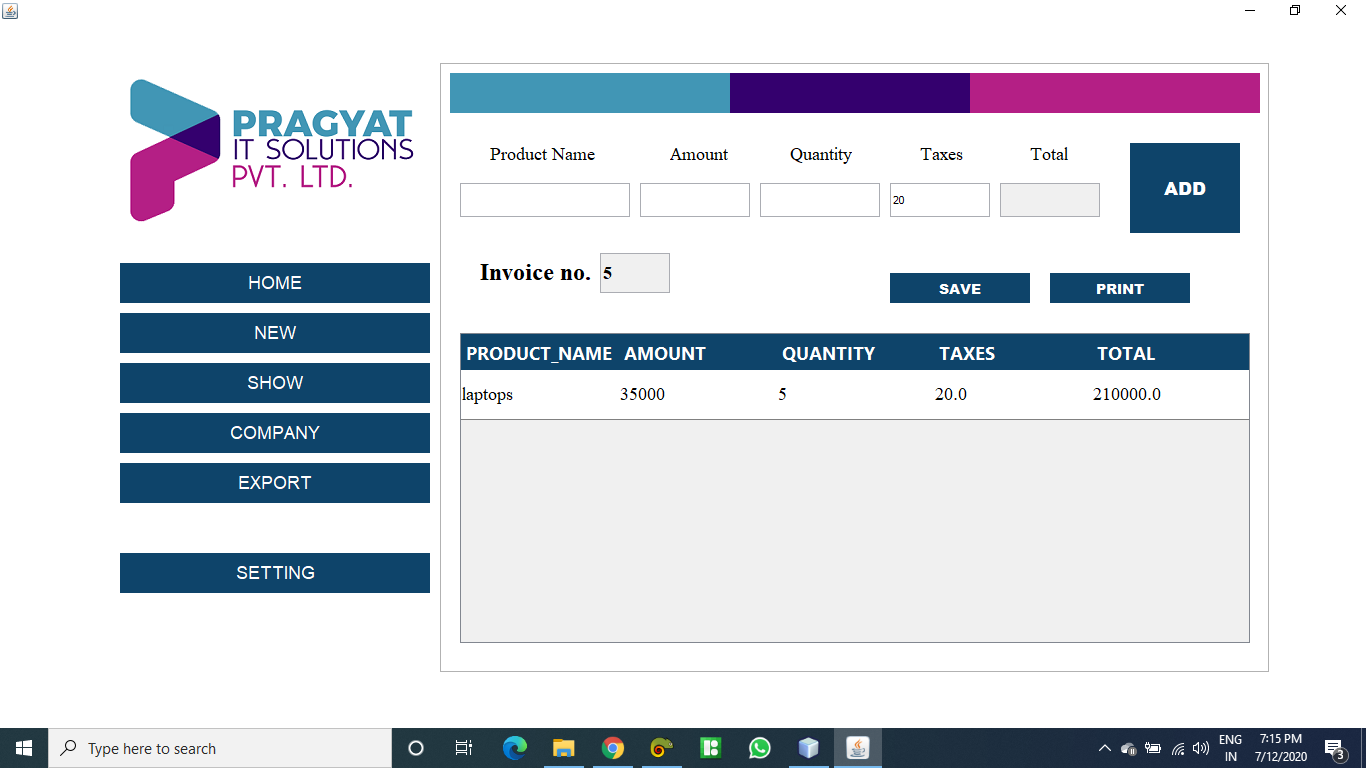 PRAGYAT
IT SOLUTIONS
PVT. LTD.
HOME
NEW
SHOW
COMPANY
EXPORT
SETTING
Product Name Amount Quantity Taxes Total
20
ADD
Invoice no. 5
SAVE PRINT
PRODUCT_NAME AMOUNT QUANTITY TAXES TOTAL
laptops 35000 5 20.0 210000.0
Type here to search
ENG
IN
7:15 PM
7/12/2020
3